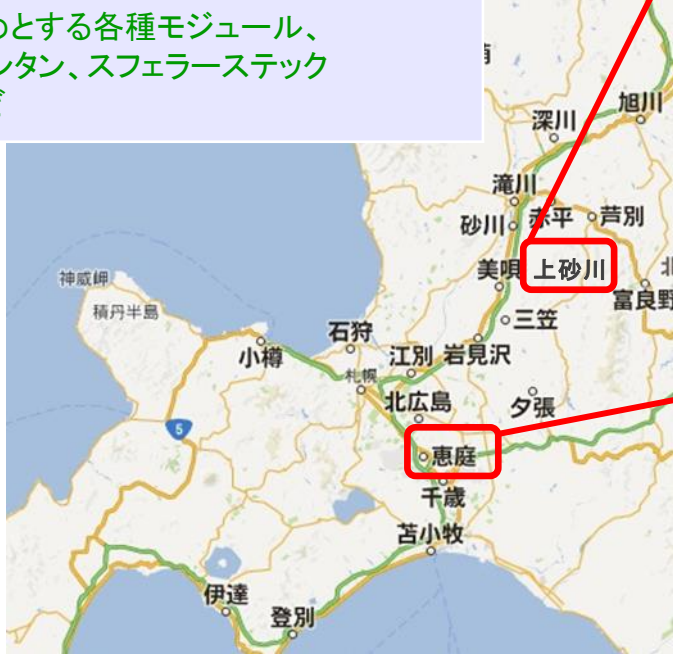 めとする各種モジュール、
ンタン、スフェラーステック
旭川
深川
滝川
砂川
赤平
芦別
美唄
上砂川
北
富良野
三笠
神威岬
積丹半島
石狩
小樽
江別
岩見沢
札幌
北広島
夕張
5
恵庭
千歳
苫小牧
伊達
登別